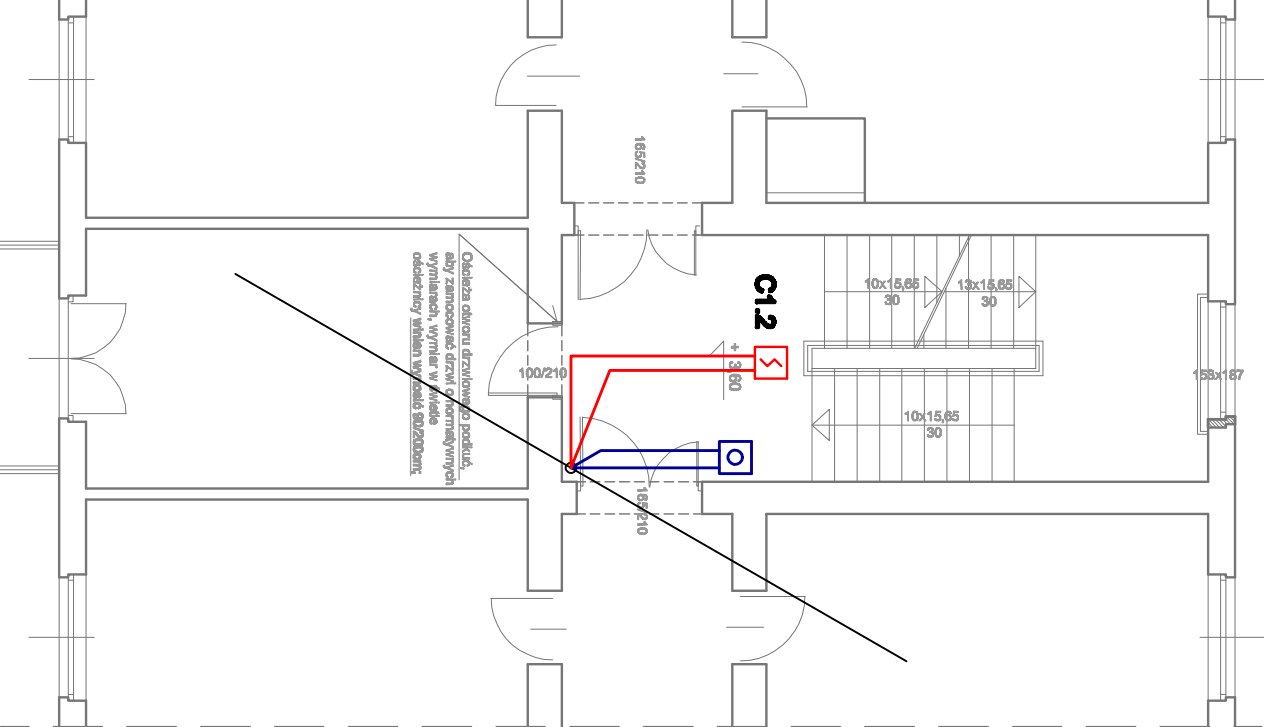 165/210
Ościeża otworu drzwiowego podkuć,
aby zamocować drzwi o normatywnych
wymiarach, wymiar w świetle
ościeżnicy winien wynosić 90/200cm;
C1.2
10x15,65
30
13x15,65
30
100/210
+ 3,60
153x187
10x15,65
30
165/210